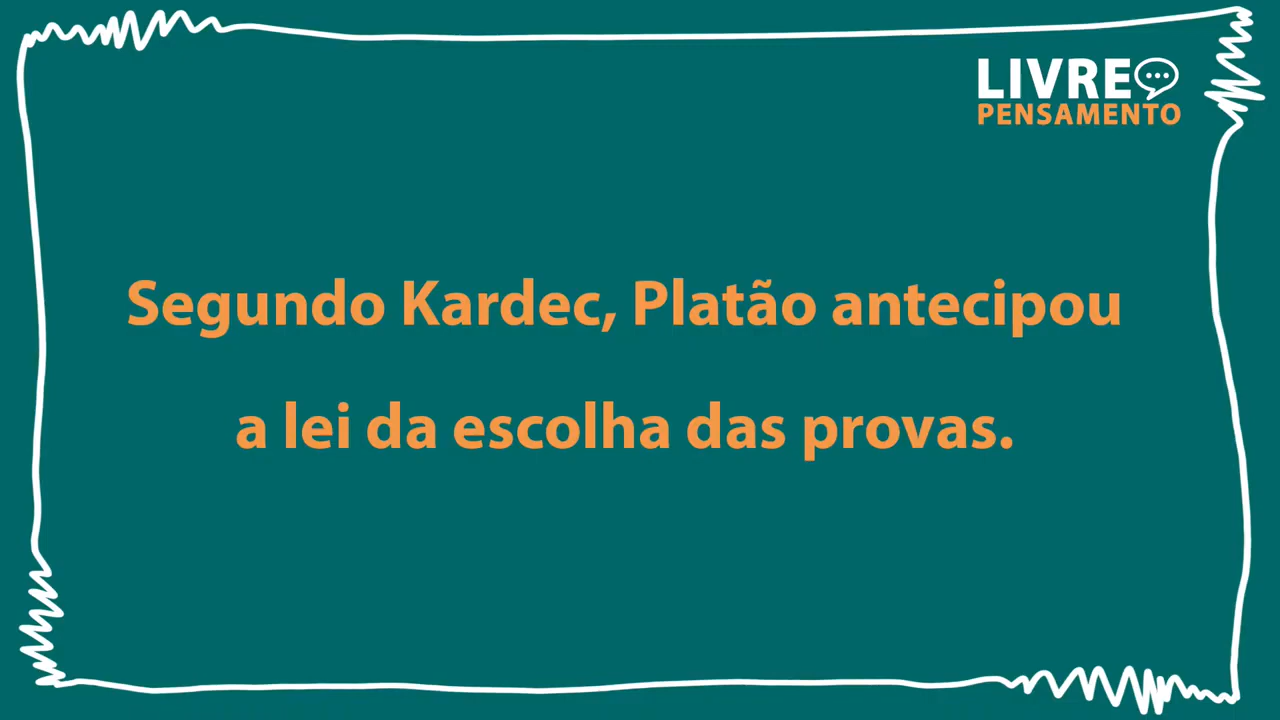 LIVRE
PENSAMENTO
Segundo Kardec, Platão antecipou
a lei da escolha das provas.